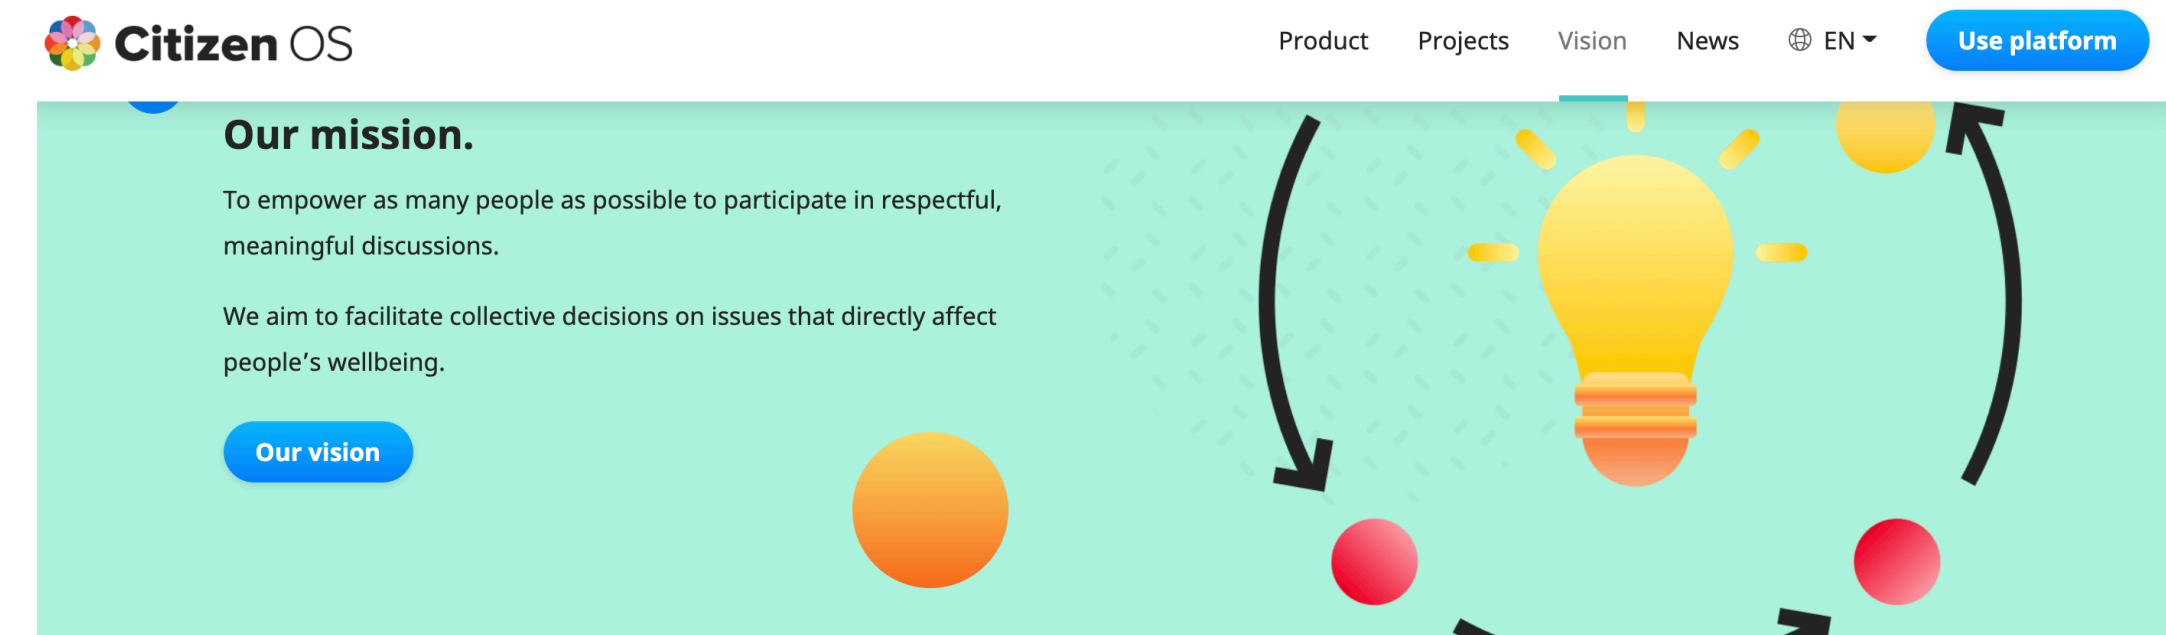 Citizen OS
Product Projects Vision News EN Use platform
Our mission.
To empower as many people as possible to participate in respectful,
meaningful discussions.
We aim to facilitate collective decisions on issues that directly affect
people’s wellbeing.
Our vision